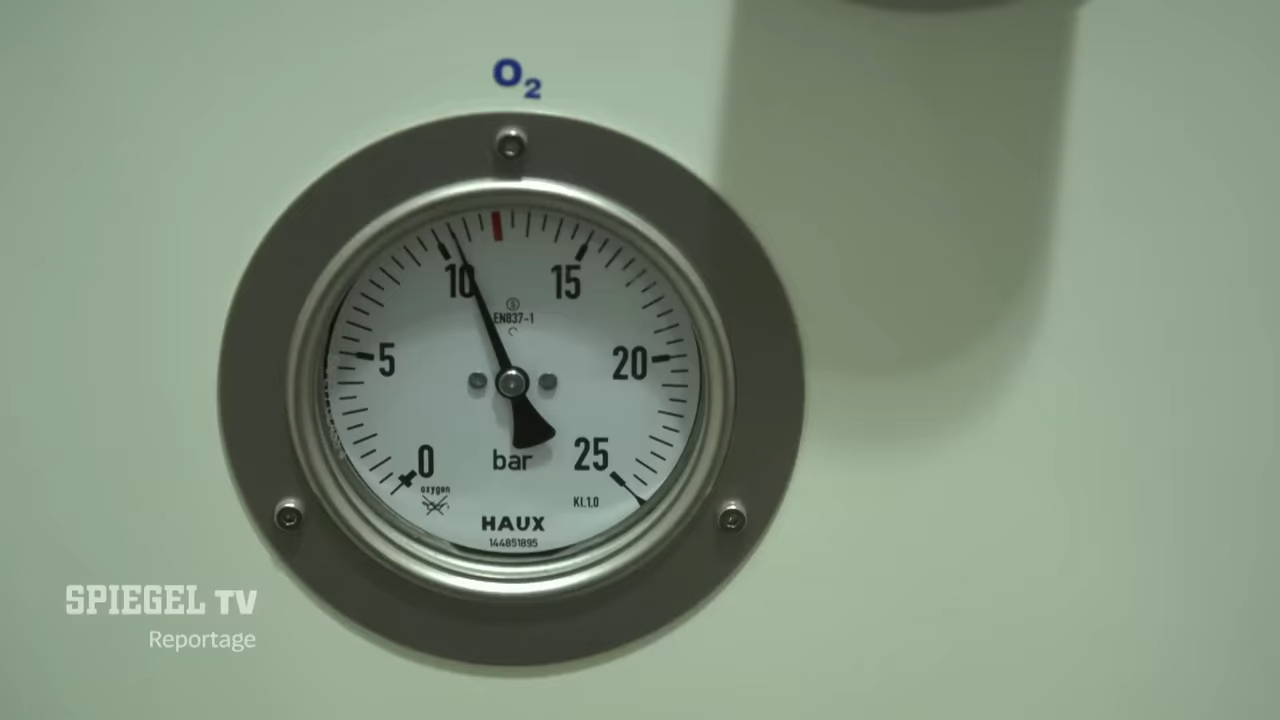 O₂
10 15
EN837-1
5 20
0 25
bar
oxygen
Kl.1,0
HAUX
144851895
SPIEGEL TV
Reportage